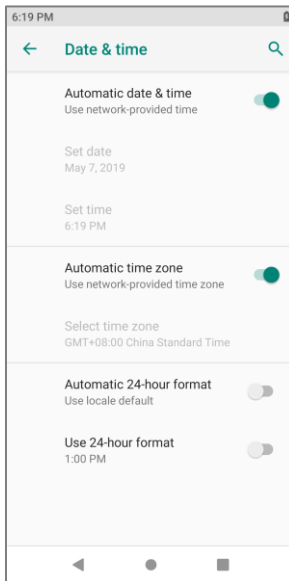 6:19 PM
Date & time
Automatic date & time
Use network-provided time
Set date
May 7, 2019
Set time
6:19 PM
Automatic time zone
Use network-provided time zone
Select time zone
GMT+08:00 China Standard Time
Automatic 24-hour format
Use locale default
Use 24-hour format
1:00 PM